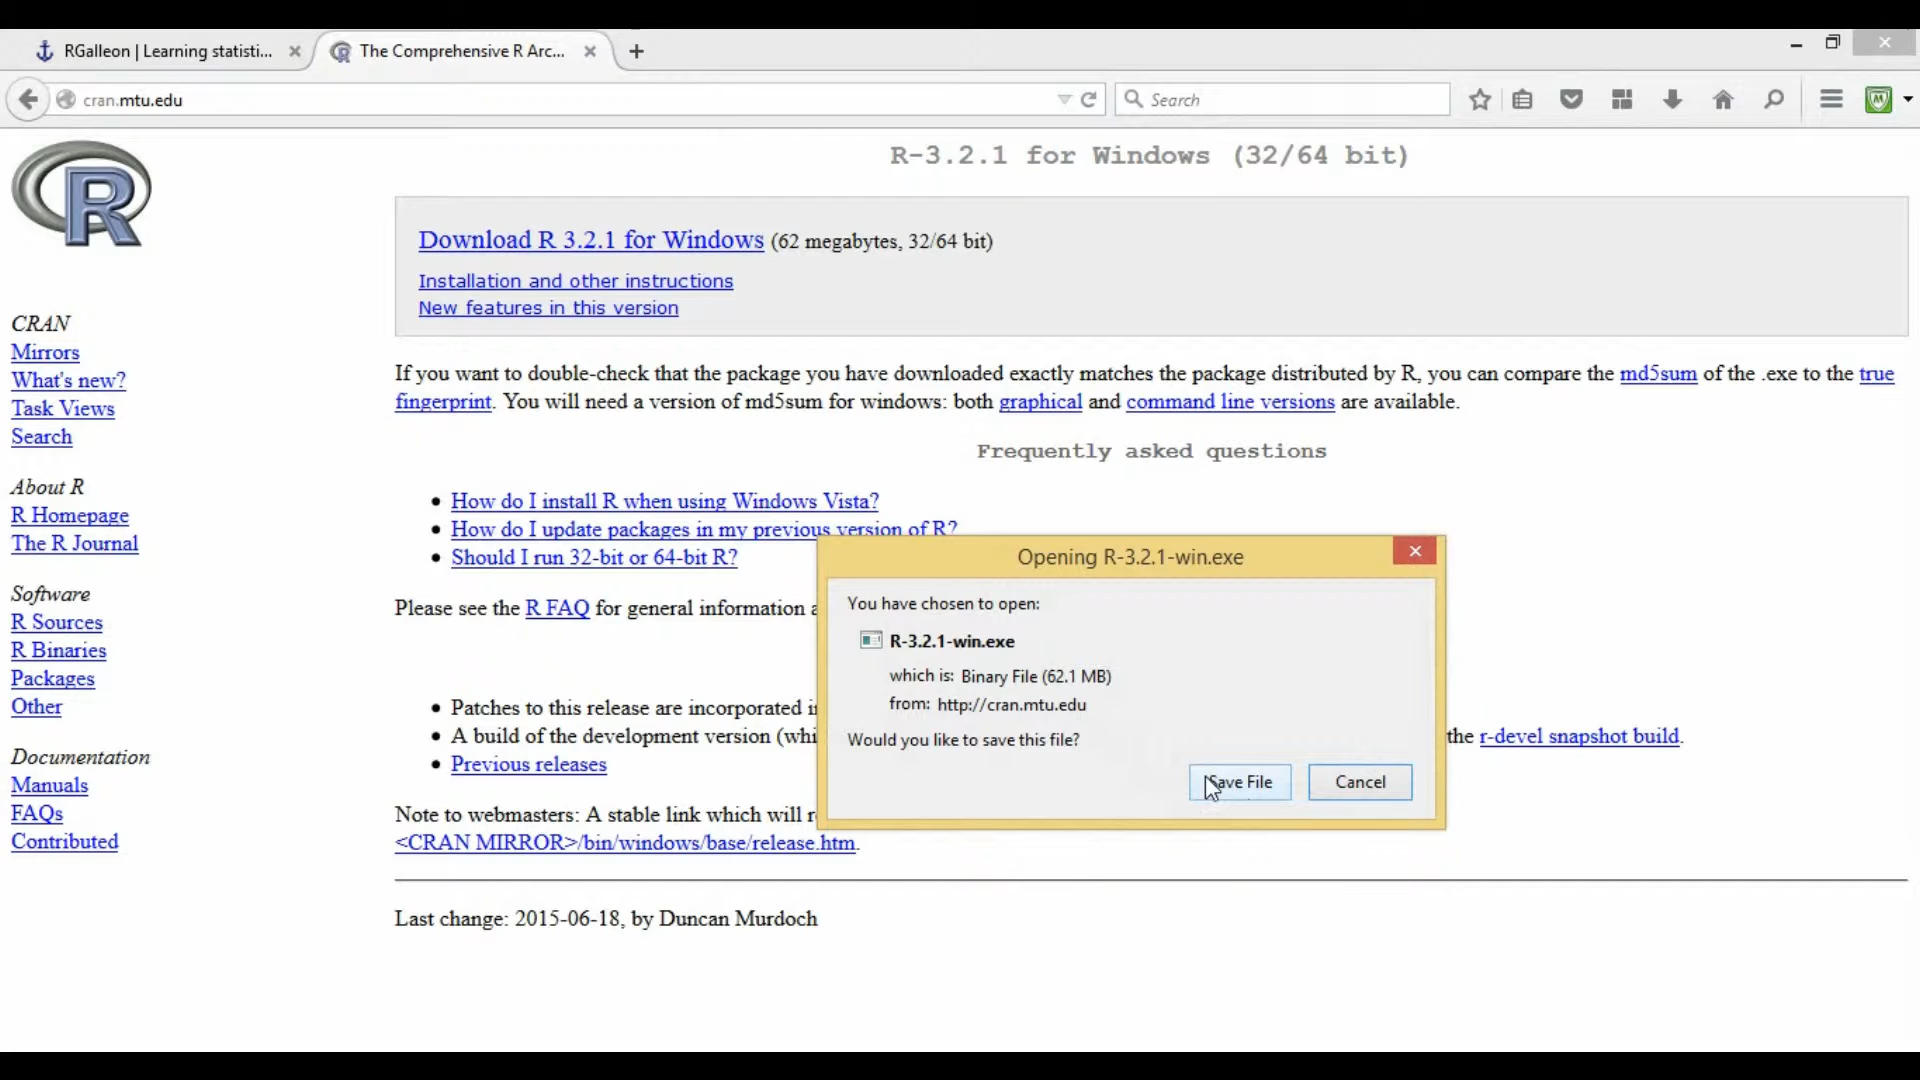 RGalleon | Learning statisti...
The Comprehensive R Arc...
cran.mtu.edu
Search
R
R-3.2.1 for Windows (32/64 bit)
Download R 3.2.1 for Windows (62 megabytes, 32/64 bit)
Installation and other instructions
New features in this version
CRAN
Mirrors
What's new?
Task Views
Search
About R
R Homepage
The R Journal
Software
R Sources
R Binaries
Packages
Other
Documentation
Manuals
FAQs
Contributed
If you want to double-check that the package you have downloaded exactly matches the package distributed by R, you can compare the md5sum of the .exe to the true
fingerprint. You will need a version of md5sum for windows: both graphical and command line versions are available.
Frequently asked questions
How do I install R when using Windows Vista?
How do I update packages in my previous version of R?
Should I run 32-bit or 64-bit R?
Please see the R FAQ for general information
Patches to this release are incorporated
A build of the development version
the r-devel snapshot build.
Previous releases
Note to webmasters: A stable link which will
<CRAN MIRROR>/bin/windows/base/release.htm.
Last change: 2015-06-18, by Duncan Murdoch
Opening R-3.2.1-win.exe
You have chosen to open:
R-3.2.1-win.exe
which is: Binary File (62.1 MB)
from: http://cran.mtu.edu
Would you like to save this file?
Save File
Cancel